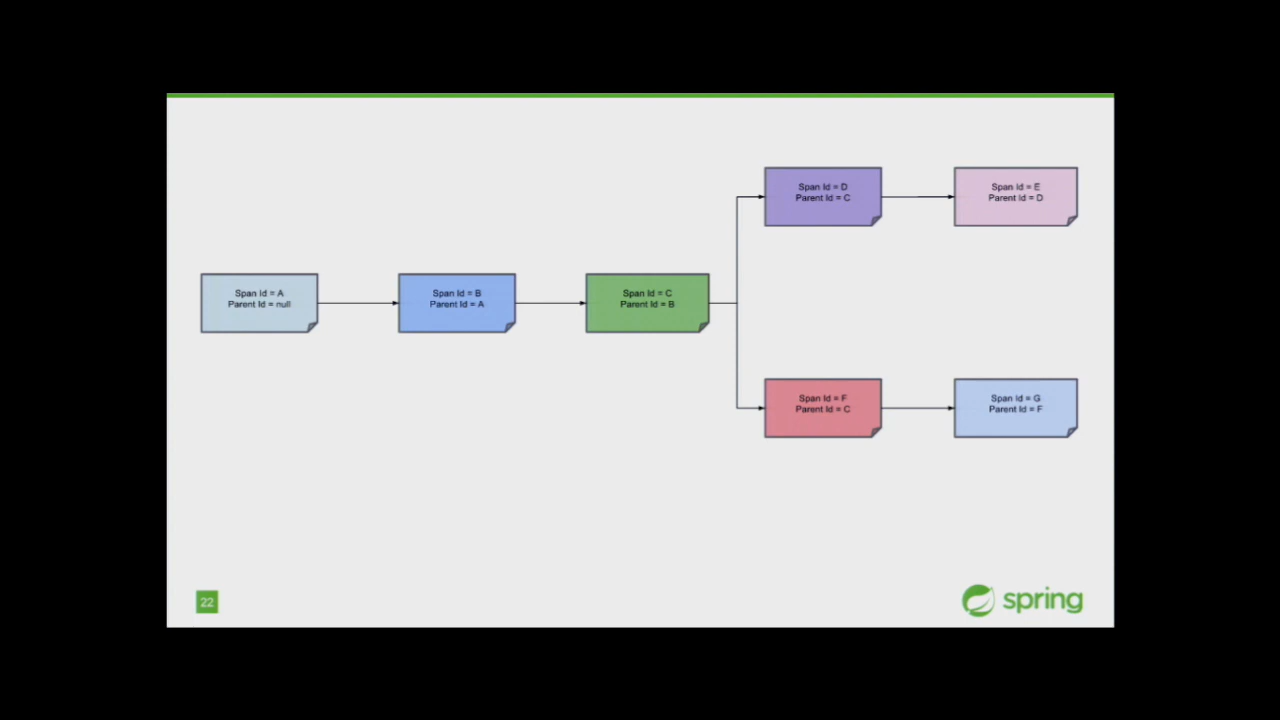 Span Id = A
Parent Id = null
Span Id = B
Parent Id = A
Span Id = C
Parent Id = B
Span Id = D
Parent Id = C
Span Id = E
Parent Id = D
Span Id = F
Parent Id = C
Span Id = G
Parent Id = F
22
spring